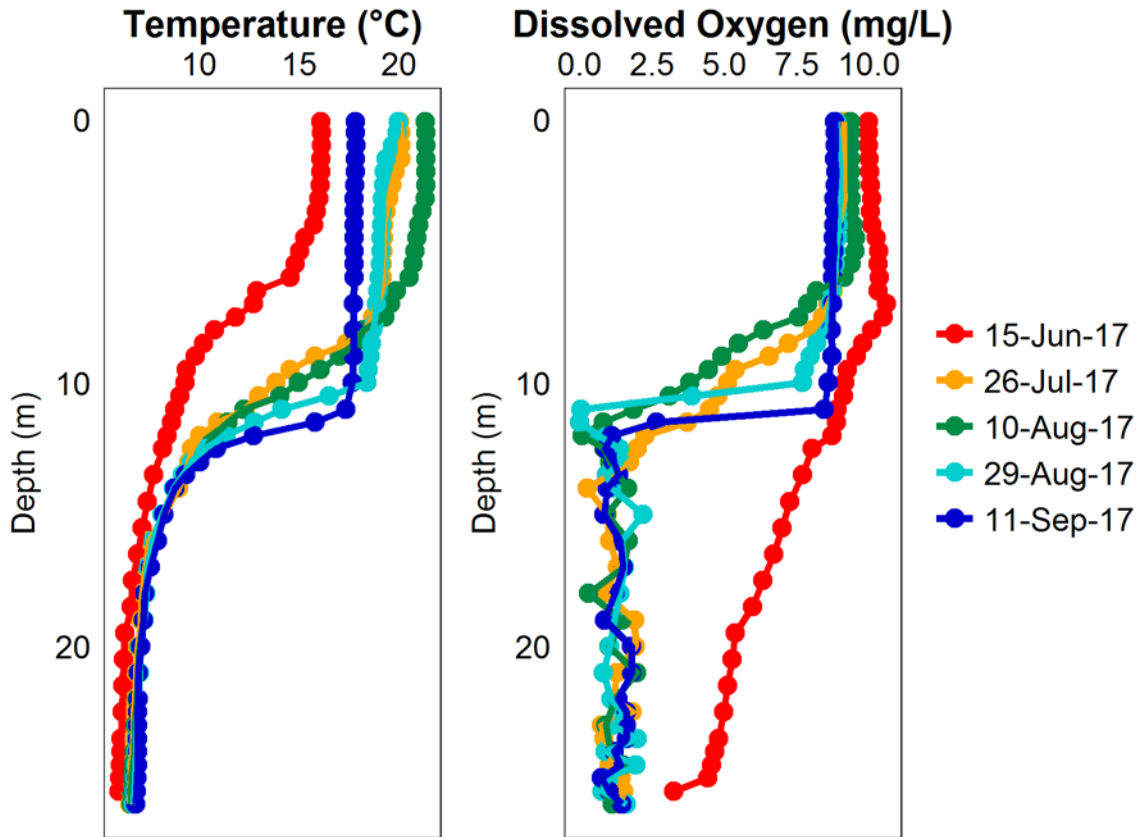 Temperature (°C) Dissolved Oxygen (mg/L)
10 15 20 0.0 2.5 5.0 7.5 10.0
0 0
10 10
20 20
Depth (m) Depth (m)
15-Jun-17
26-Jul-17
10-Aug-17
29-Aug-17
11-Sep-17